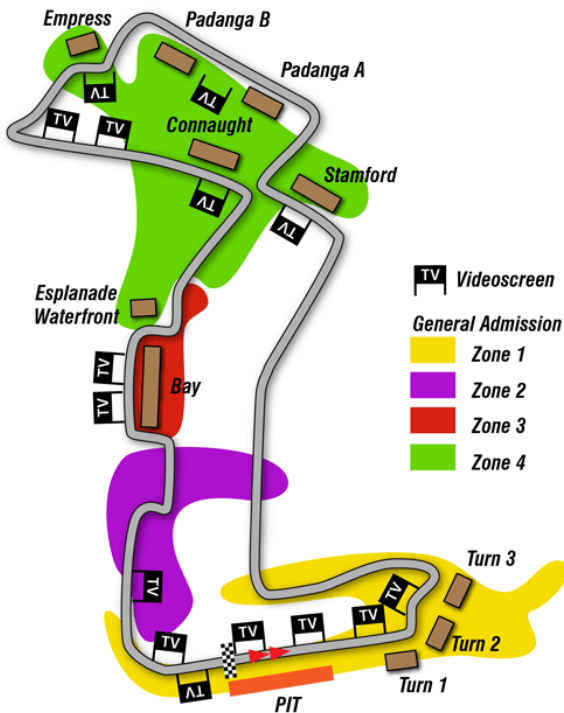 Empress
Padanga B
Padanga A
TV
TV
TV
TV
Connaught
Stamford
TV
TV
TV Videoscreen
Esplanade
Waterfront
General Admission
Zone 1
Zone 2
Zone 3
Zone 4
TV
TV
Bay
Turn 3
TV
TV
TV
TV
TV
TV
Turn 2
TV
Turn 1
PIT